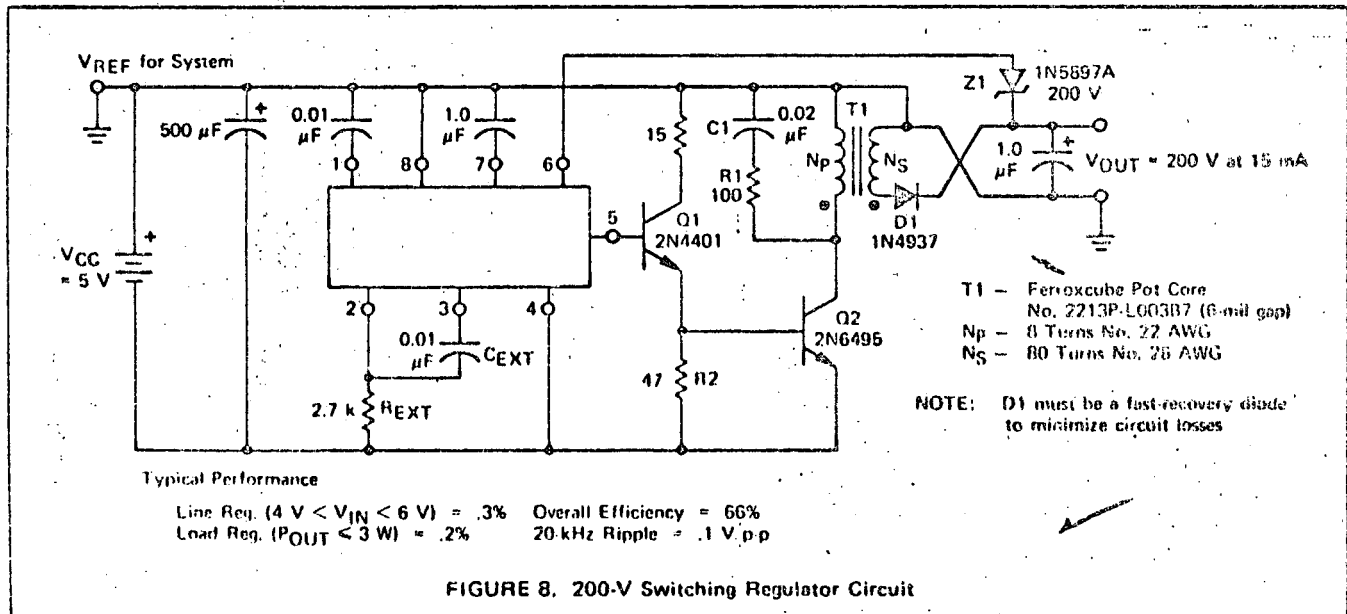 VREF for System
500 µF
+
0.01 µF
1.0 µF
1
8
7
6
15
C1
0.02 µF
R1
100
T1
NP
NS
D1
1N4937
Z1
1N5897A
200 V
1.0 µF
+
VOUT = 200 V at 15 mA
VCC
= 5 V
+
5
Q1
2N4401
2
3
4
0.01 µF
CEXT
2.7 k
REXT
47
R2
Q2
2N6495
T1 – Ferroxcube Pot Core
No. 2213P-L003B7 (6-mil gap)
NP – 8 Turns No. 22 AWG
NS – 80 Turns No. 28 AWG
NOTE: D1 must be a fast-recovery diode
to minimize circuit losses
Typical Performance
Line Reg. (4 V < VIN < 6 V) = .3% Overall Efficiency = 66%
Load Reg. (POUT < 3 W) = .2% 20-kHz Ripple = .1 V p-p
FIGURE 8. 200-V Switching Regulator Circuit